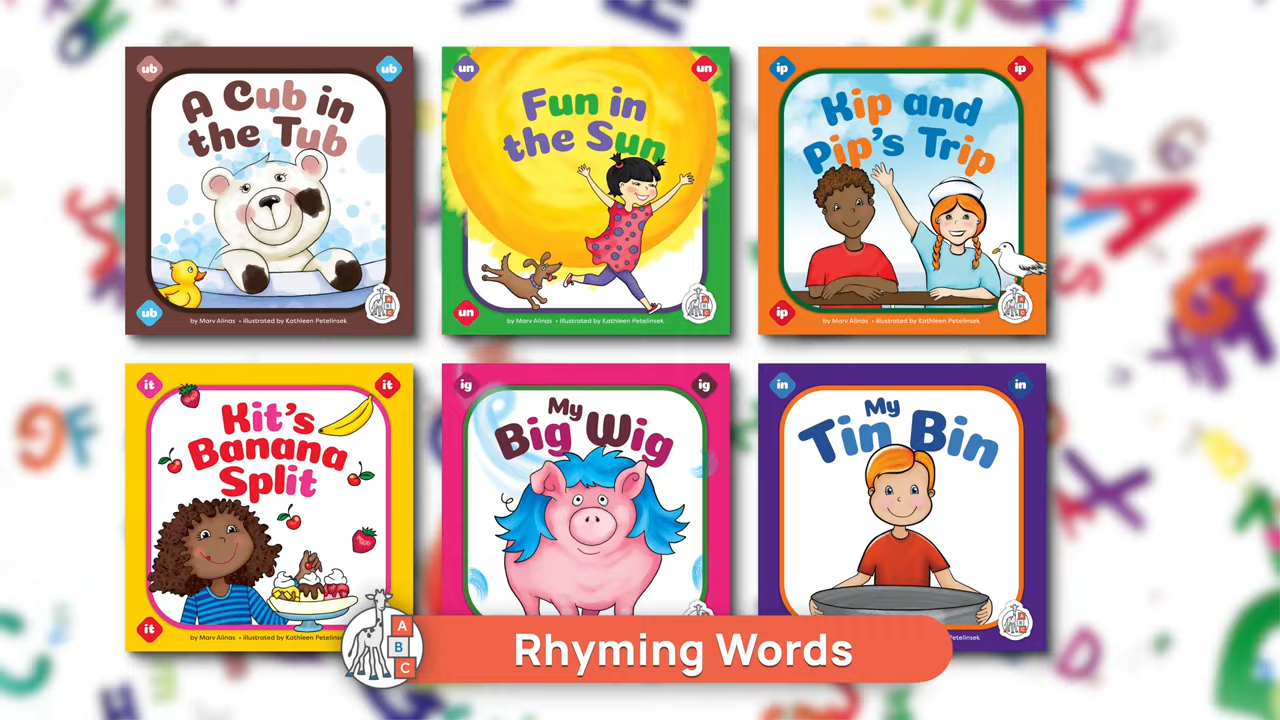 ub
ub
A Cub in
the Tub
ub
by Marv Alinas • illustrated by Kathleen Petelinsek
ABC
un
un
Fun in
the Sun
un
by Marv Alinas • illustrated by Kathleen Petelinsek
ABC
ip
ip
Kip and
Pip's Trip
ip
by Marv Alinas • illustrated by Kathleen Petelinsek
ABC
it
it
Kit's
Banana
Split
it
by Marv Alinas • illustrated by Kathleen
ig
ig
My
Big Wig
in
in
My
Tin Bin
Petelinsek
A
B
C
Rhyming Words